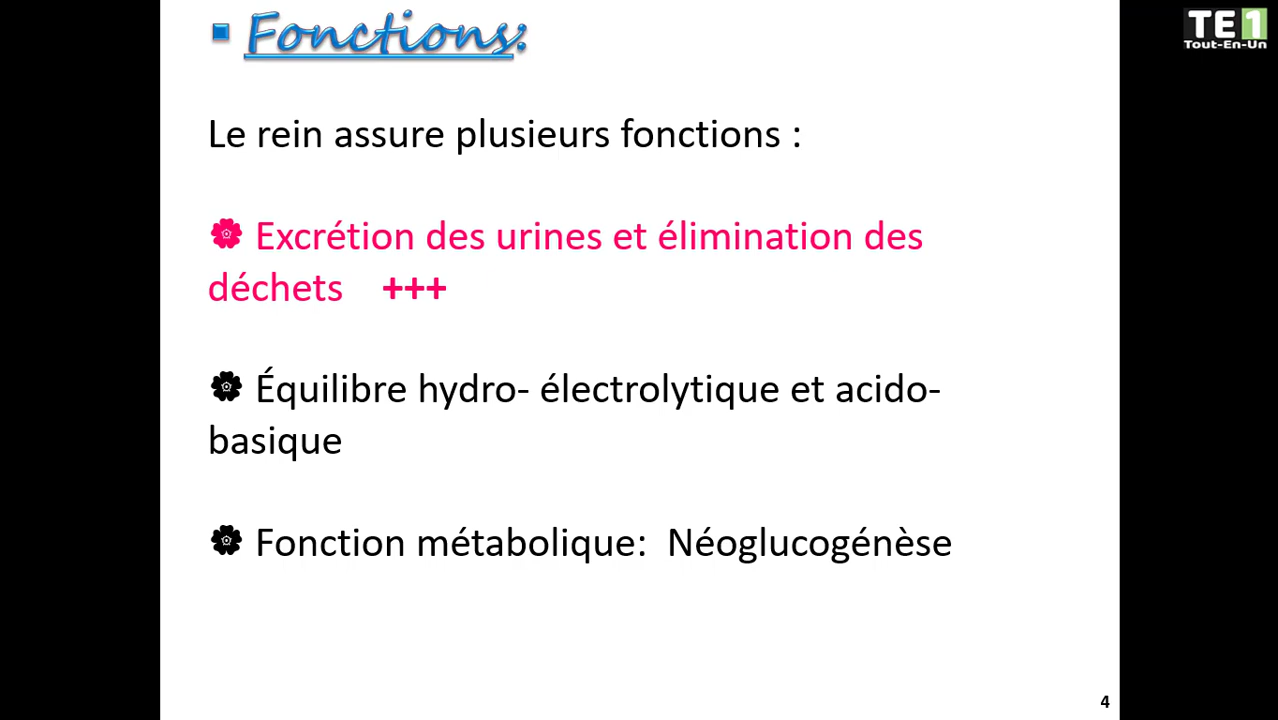 ▪ Fonctions:
TE1
Tout-En-Un
Le rein assure plusieurs fonctions :
Excrétion des urines et élimination des
déchets +++
Équilibre hydro- électrolytique et acido-
basique
Fonction métabolique: Néoglucogénèse
4